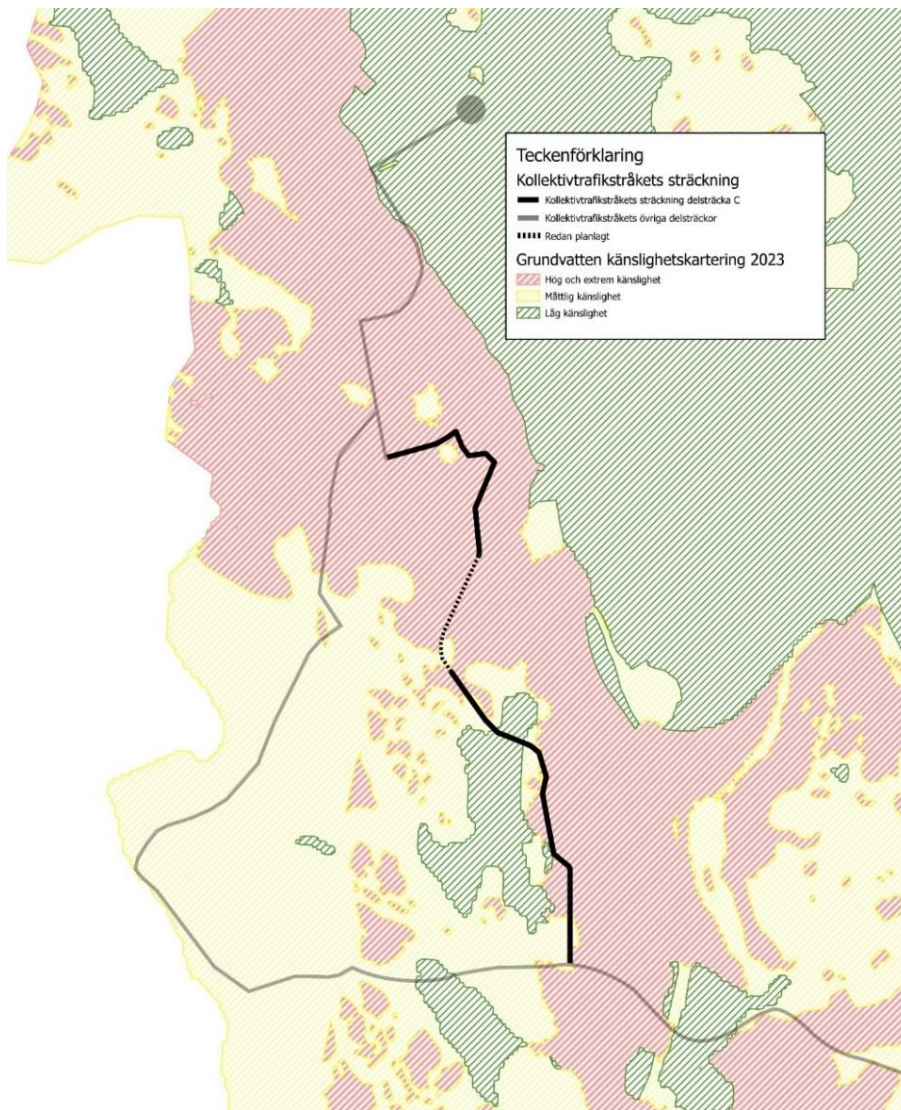 Teckenförklaring
Kollektivtrafikstråkets sträckning
Kollektivtrafikstråkets sträckning delsträcka C
Kollektivtrafikstråkets övriga delsträckor
Redan planlagt
Grundvatten känslighetskartering 2023
Hög och extrem känslighet
Måttlig känslighet
Låg känslighet